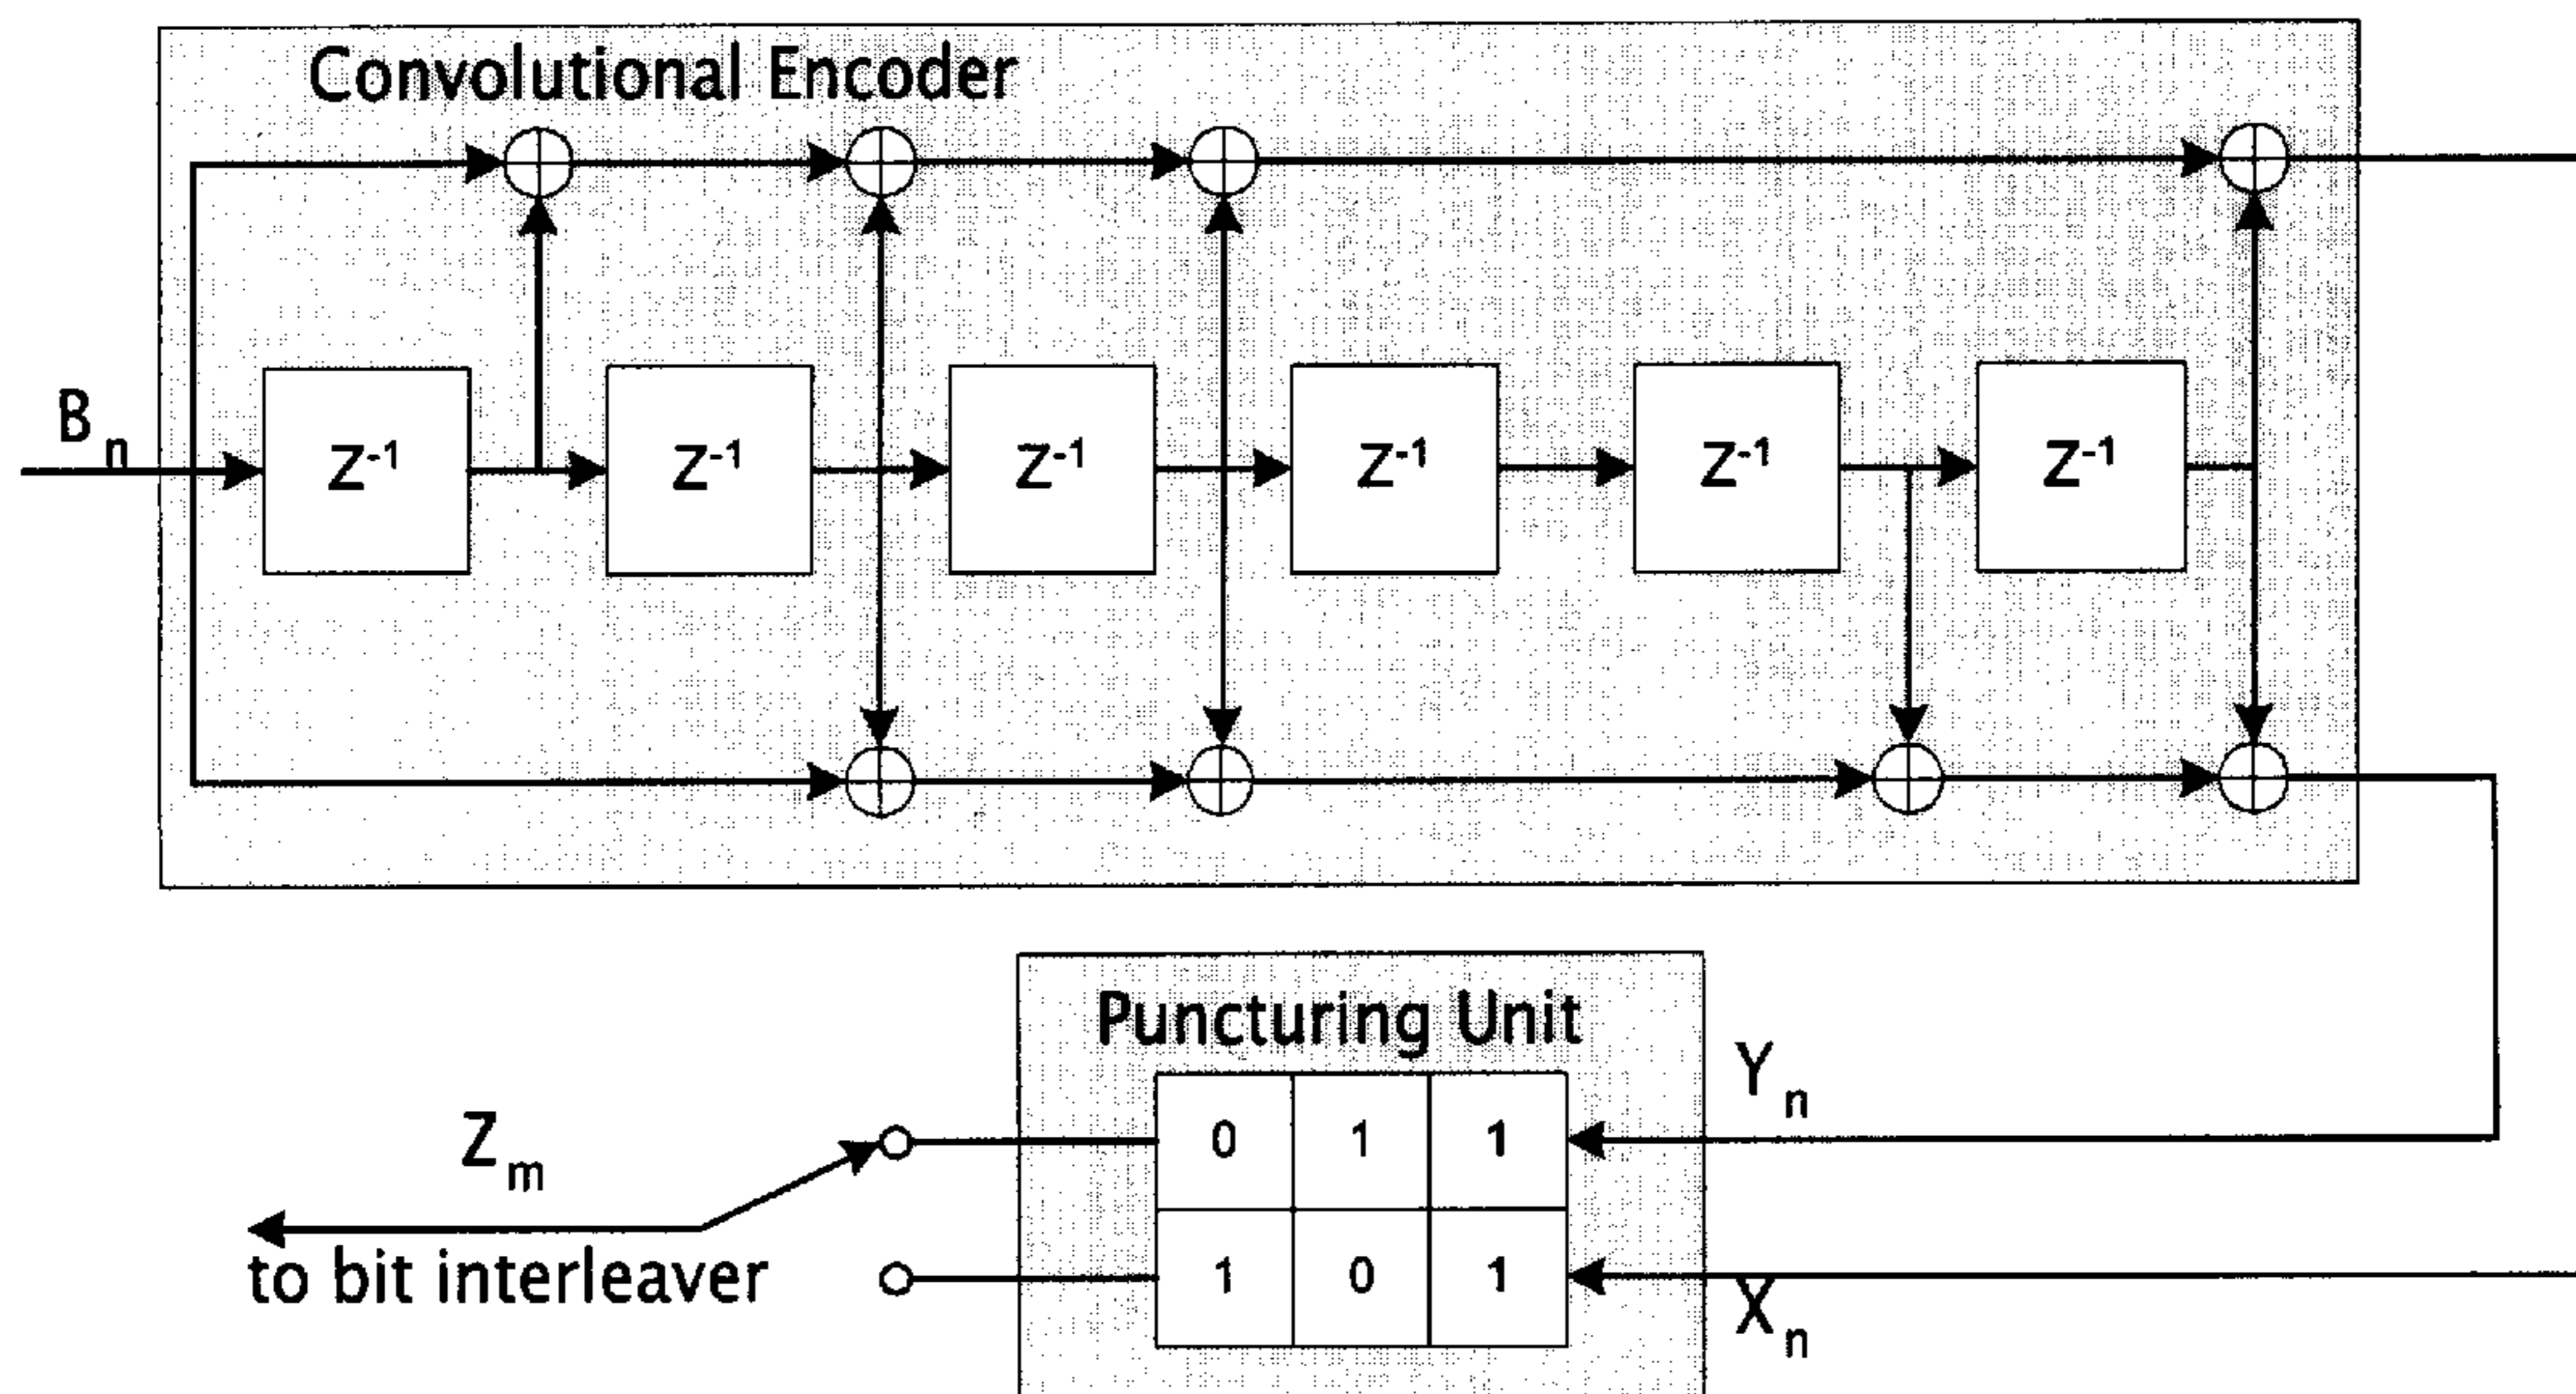 Convolutional Encoder
B n
Z-1 Z-1 Z-1 Z-1 Z-1 Z-1
Puncturing Unit
Y n
0 1 1
Z m
to bit interleaver
1 0 1
X n